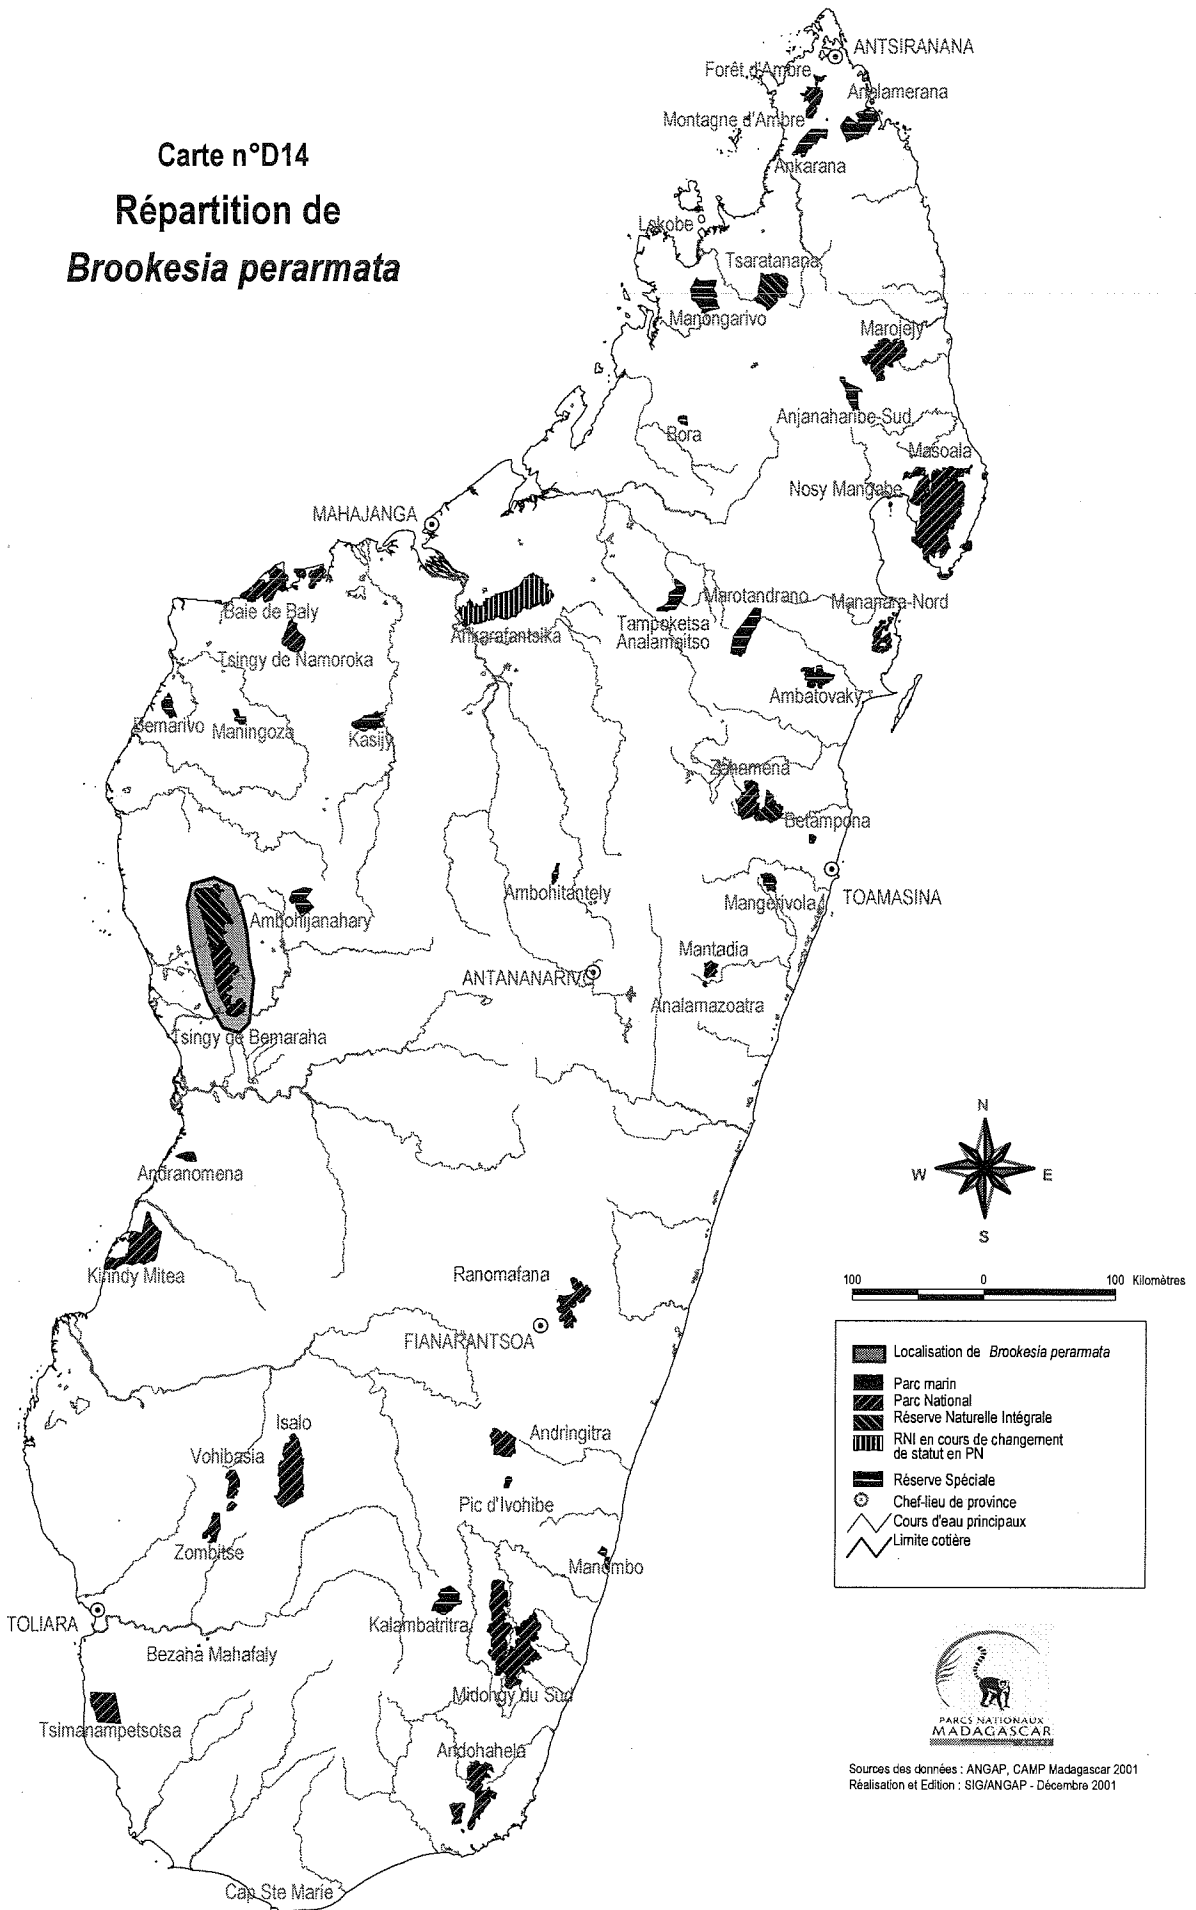 Carte n°D14
Répartition de
Brookesia perarmata
ANTSIRANANA
Forêt d'Ambre
Analamerana
Montagne d'Ambre
Ankarana
Lokobe
Tsaratanana
Manongarivo
Marojejy
Anjanaharibe-Sud
Bora
Masoala
Nosy Mangabe
MAHAJANGA
Baie de Baly
Ankarafantsika
Tampoketsa
Analamaitso
Marotandrano
Mananara-Nord
Tsingy de Namoroka
Ambatovaky
Bemarivo
Maningoza
Kasijy
Zahamena
Betampona
Ambohijanahary
Ambohitantely
Mangerivola
TOAMASINA
Mantadia
ANTANANARIVO
Analamazoatra
Tsingy de Bemaraha
Andranomena
Kirindy Mitea
Ranomafana
FIANARANTSOA
Isalo
Vohibasia
Andringitra
Pic d'Ivohibe
Zombitse
Manombo
TOLIARA
Kalambatritra
Bezaha Mahafaly
Midongy du Sud
Tsimanampetsotsa
Andohahela
Cap Ste Marie
N
W E
S
100 0 100 Kilomètres
Localisation de Brookesia perarmata
Parc marin
Parc National
Réserve Naturelle Intégrale
RNI en cours de changement
de statut en PN
Réserve Spéciale
Chef-lieu de province
Cours d'eau principaux
Limite cotière
PARCS NATIONAUX
MADAGASCAR
Sources des données : ANGAP, CAMP Madagascar 2001
Réalisation et Edition : SIG/ANGAP - Décembre 2001